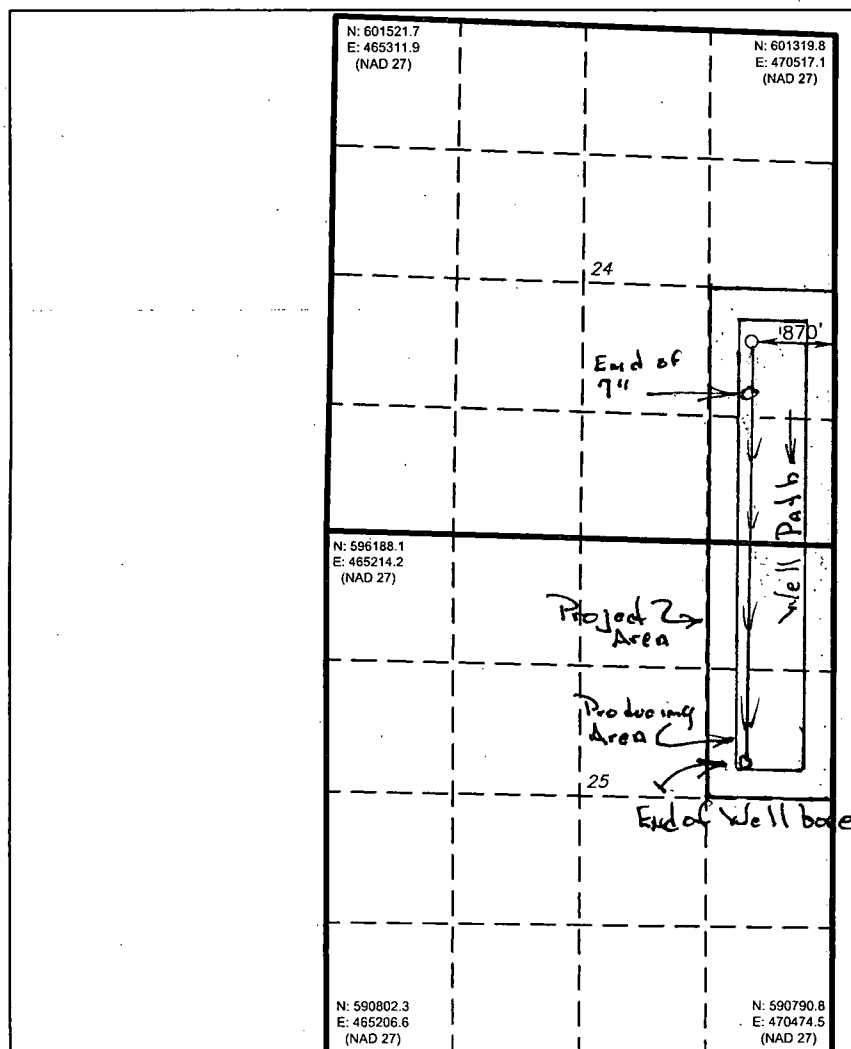 N: 601521.7
E: 465311.9
(NAD 27)
N: 601319.8
E: 470517.1
(NAD 27)
24
870'
End of
7"
Well Path
N: 596188.1
E: 465214.2
(NAD 27)
Project
Area
Producing
Area
25
End of Well bore
N: 590802.3
E: 465206.6
(NAD 27)
N: 590790.8
E: 470474.5
(NAD 27)